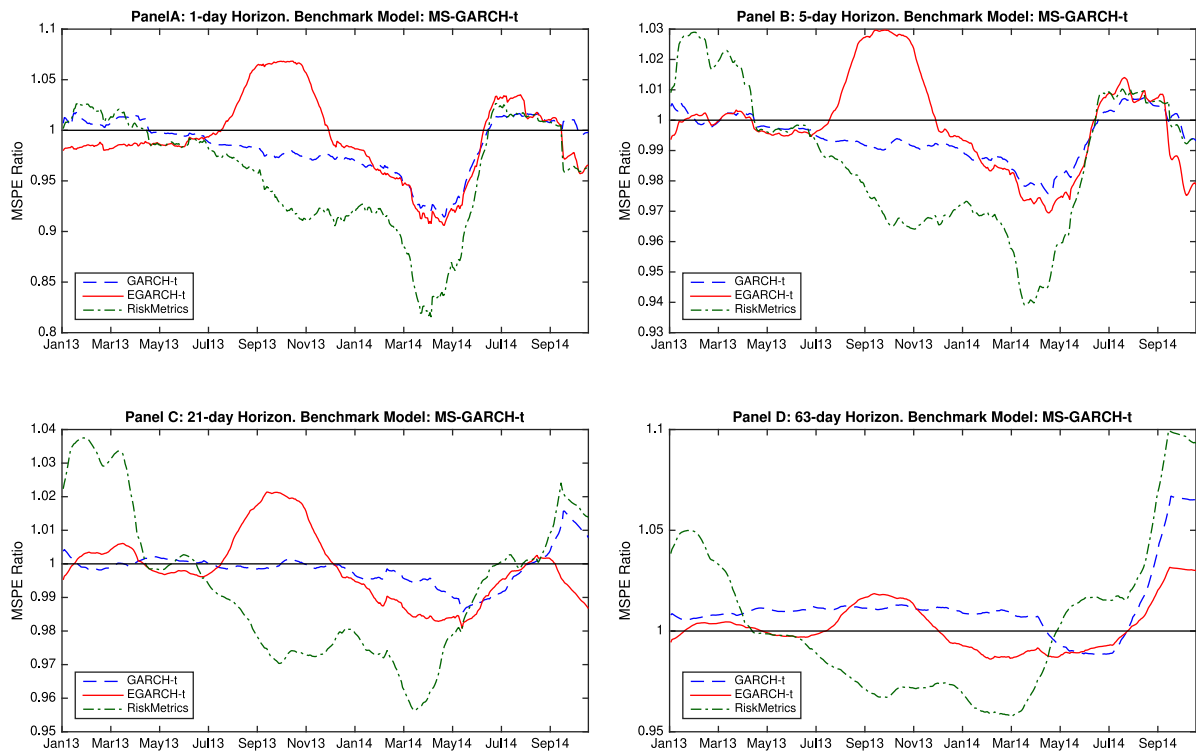 PanelA: 1-day Horizon. Benchmark Model: MS-GARCH-t
1.1
1.05
1
0.95
0.9
0.85
0.8
MSPE Ratio
GARCH-t
EGARCH-t
RiskMetrics
Jan13 Mar13 May13 Jul13 Sep13 Nov13 Jan14 Mar14 May14 Jul14 Sep14
Panel B: 5-day Horizon. Benchmark Model: MS-GARCH-t
1.03
1.02
1.01
1
0.99
0.98
0.97
0.96
0.95
0.94
0.93
MSPE Ratio
GARCH-t
EGARCH-t
RiskMetrics
Jan13 Mar13 May13 Jul13 Sep13 Nov13 Jan14 Mar14 May14 Jul14 Sep14
Panel C: 21-day Horizon. Benchmark Model: MS-GARCH-t
1.04
1.03
1.02
1.01
1
0.99
0.98
0.97
0.96
0.95
MSPE Ratio
GARCH-t
EGARCH-t
RiskMetrics
Jan13 Mar13 May13 Jul13 Sep13 Nov13 Jan14 Mar14 May14 Jul14 Sep14
Panel D: 63-day Horizon. Benchmark Model: MS-GARCH-t
1.1
1.05
1
0.95
MSPE Ratio
GARCH-t
EGARCH-t
RiskMetrics
Jan13 Mar13 May13 Jul13 Sep13 Nov13 Jan14 Mar14 May14 Jul14 Sep14